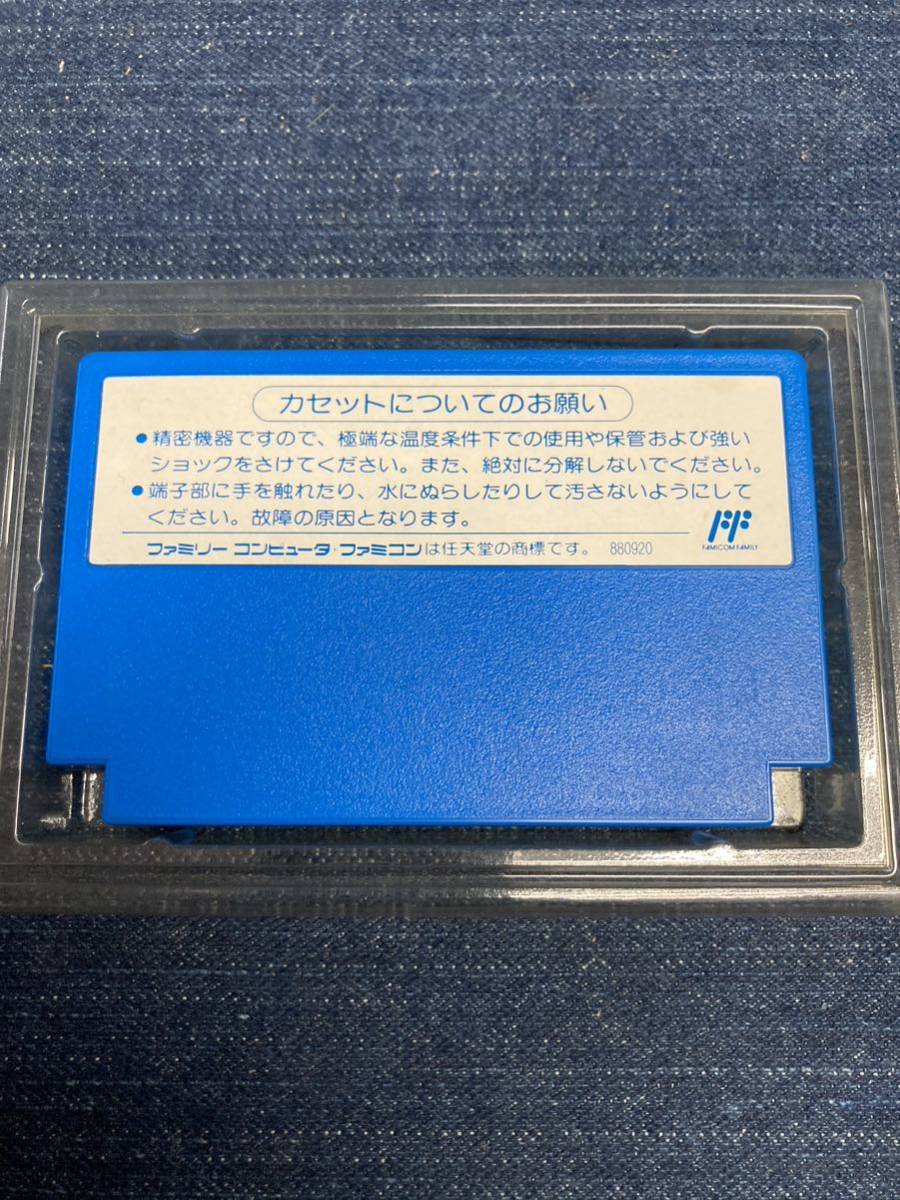 カセットについてのお願い
●精密機器ですので、極端な温度条件下での使用や保管および強い
ショックをさけてください。また、絶対に分解しないでください。
●端子部に手を触れたり、水にぬらしたりして汚さないようにして
ください。故障の原因となります。
FF
FAMICOM FAMILY
ファミリー コンピュータ・ファミコンは任天堂の商標です。 880920